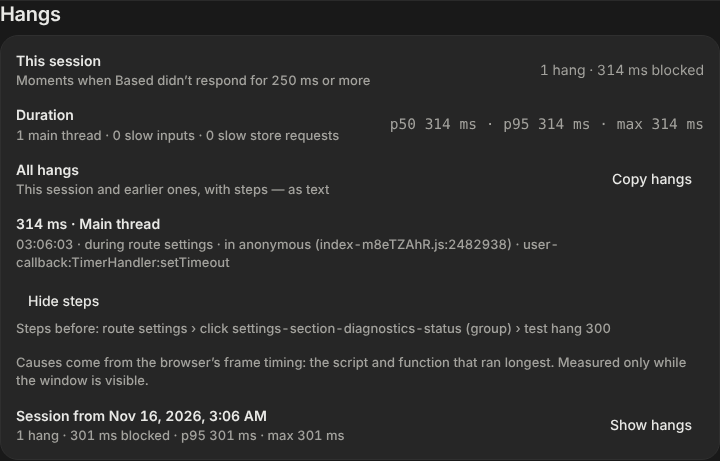 Hangs
This session
Moments when Based didn’t respond for 250 ms or more
1 hang · 314 ms blocked
Duration
1 main thread · 0 slow inputs · 0 slow store requests
p50 314 ms · p95 314 ms · max 314 ms
All hangs
This session and earlier ones, with steps — as text
Copy hangs
314 ms · Main thread
03:06:03 · during route settings · in anonymous (index-m8eTZAhR.js:2482938) · user-
callback:TimerHandler:setTimeout
Hide steps
Steps before: route settings › click settings-section-diagnostics-status (group) › test hang 300
Causes come from the browser’s frame timing: the script and function that ran longest. Measured only while
the window is visible.
Session from Nov 16, 2026, 3:06 AM
1 hang · 301 ms blocked · p95 301 ms · max 301 ms
Show hangs